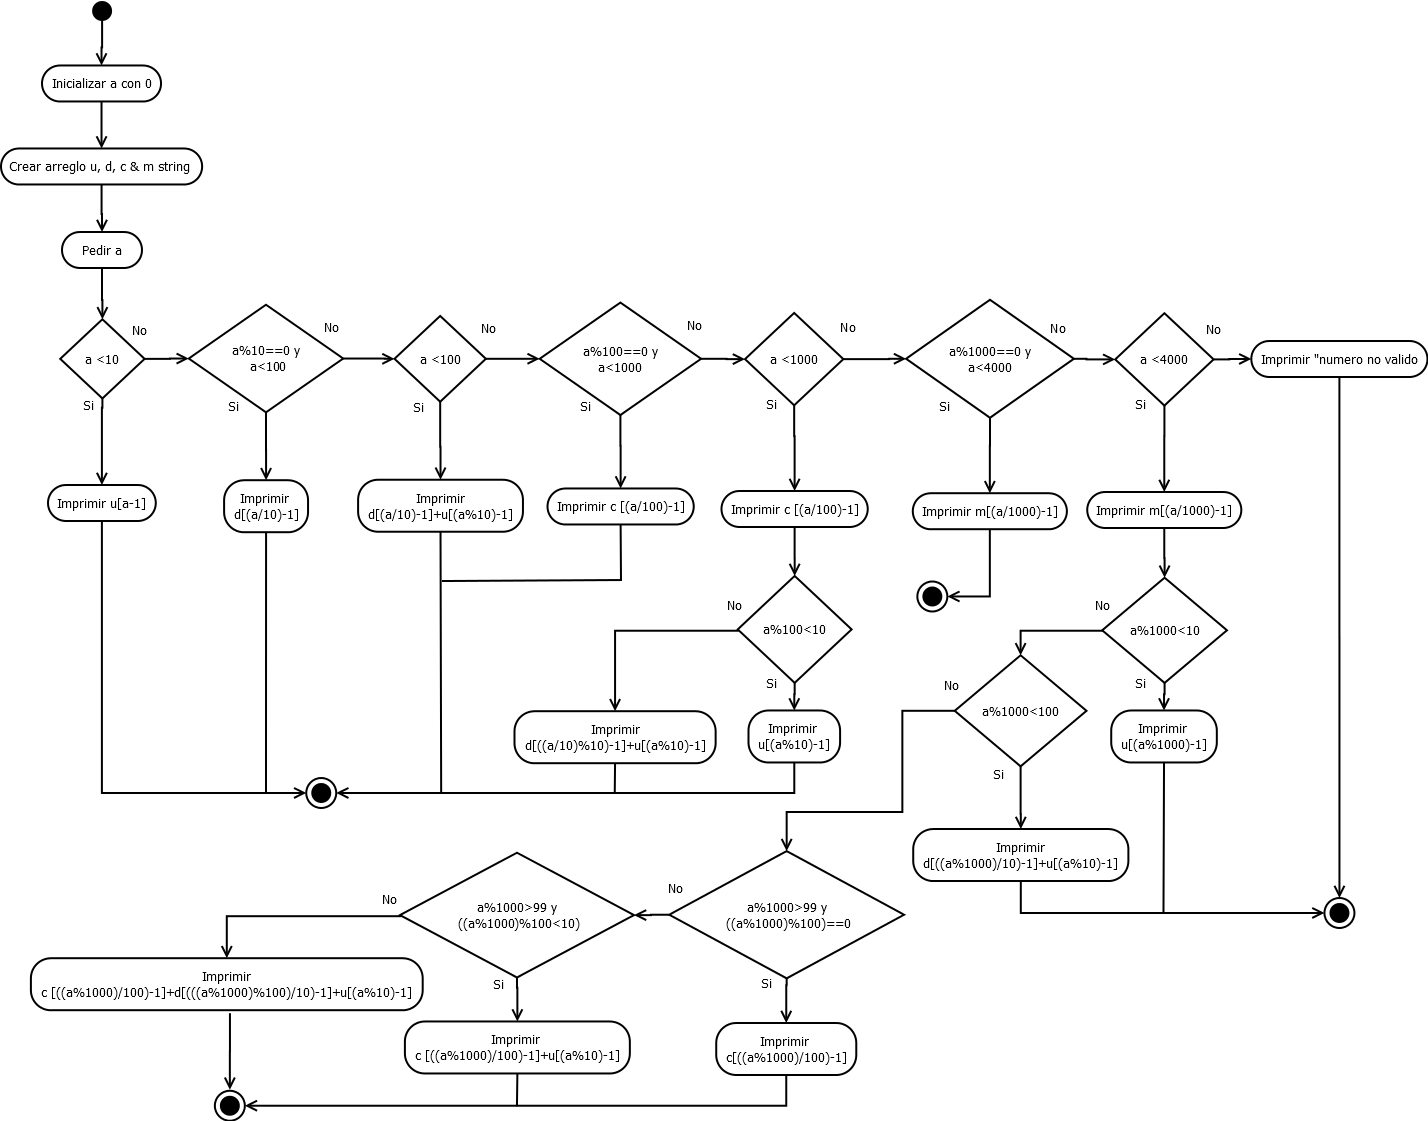 Inicializar a con 0
Crear arreglo u, d, c & m string
Pedir a
a <10
No
Si
a%10==0 y
a<100
No
Si
a <100
No
Si
a%100==0 y
a<1000
No
Si
a <1000
No
Si
a%1000==0 y
a<4000
No
Si
a <4000
No
Si
Imprimir "numero no valido
Imprimir u[a-1]
Imprimir
d[(a/10)-1]
Imprimir
d[(a/10)-1]+u[(a%10)-1]
Imprimir c [(a/100)-1]
Imprimir c [(a/100)-1]
Imprimir m[(a/1000)-1]
Imprimir m[(a/1000)-1]
No
a%100<10
Si
No
a%1000<10
Si
No
a%1000<100
Si
Imprimir
d[((a/10)%10)-1]+u[(a%10)-1]
Imprimir
u[(a%10)-1]
Imprimir
u[(a%1000)-1]
Imprimir
d[((a%1000)/10)-1]+u[(a%10)-1]
No
a%1000>99 y
((a%1000)%100<10)
Si
No
a%1000>99 y
((a%1000)%100)==0
Si
Imprimir
c [((a%1000)/100)-1]+d[(((a%1000)%100)/10)-1]+u[(a%10)-1]
Imprimir
c [((a%1000)/100)-1]+u[(a%10)-1]
Imprimir
c[((a%1000)/100)-1]